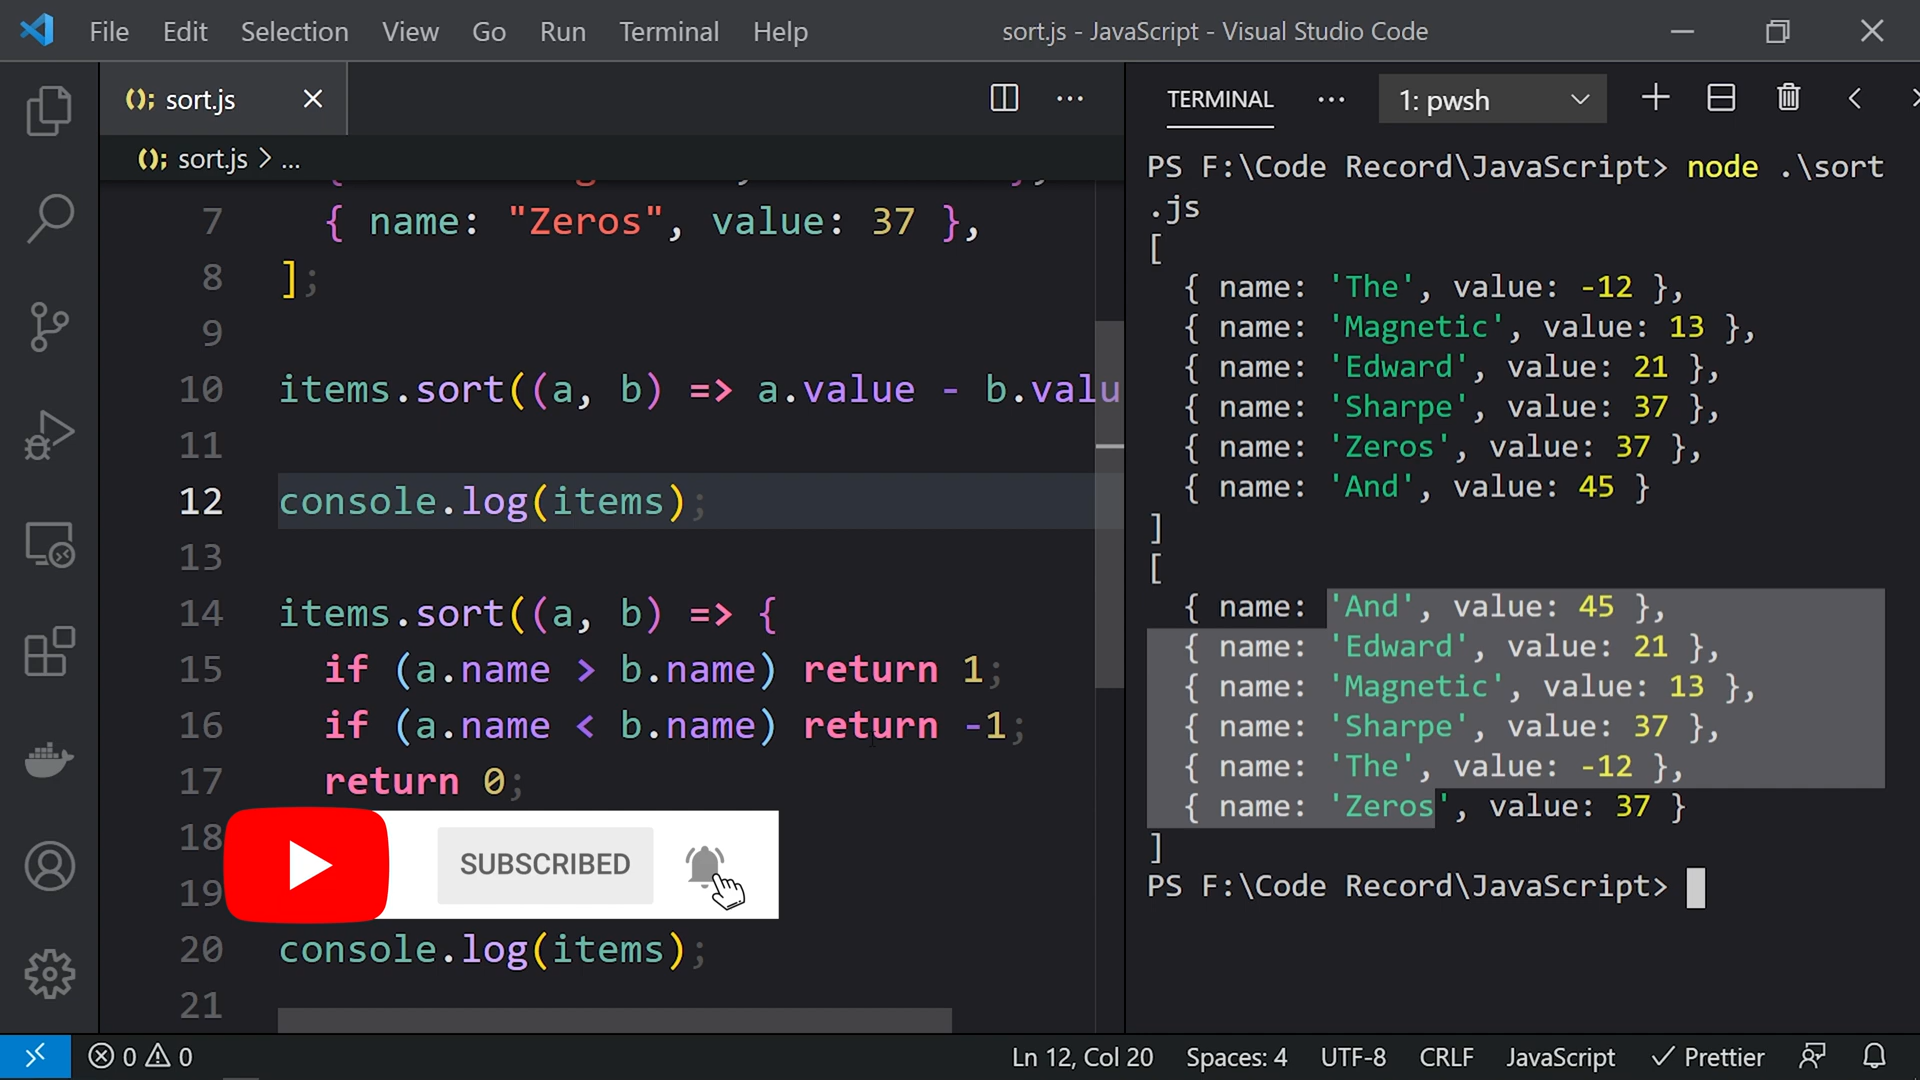 File Edit Selection View Go Run Terminal Help
sort.js - JavaScript - Visual Studio Code
(); sort.js
(); sort.js > ...
7 { name: "Zeros", value: 37 },
8 ];
9
10 items.sort((a, b) => a.value - b.valu
11
12 console.log(items);
13
14 items.sort((a, b) => {
15 if (a.name > b.name) return 1;
16 if (a.name < b.name) return -1;
17 return 0;
18
19
20 console.log(items);
21
SUBSCRIBED
TERMINAL ... 1: pwsh
PS F:\Code Record\JavaScript> node .\sort
.js
[
{ name: 'The', value: -12 },
{ name: 'Magnetic', value: 13 },
{ name: 'Edward', value: 21 },
{ name: 'Sharpe', value: 37 },
{ name: 'Zeros', value: 37 },
{ name: 'And', value: 45 }
]
[
{ name: 'And', value: 45 },
{ name: 'Edward', value: 21 },
{ name: 'Magnetic', value: 13 },
{ name: 'Sharpe', value: 37 },
{ name: 'The', value: -12 },
{ name: 'Zeros', value: 37 }
]
PS F:\Code Record\JavaScript>
0 0 Ln 12, Col 20 Spaces: 4 UTF-8 CRLF JavaScript Prettier